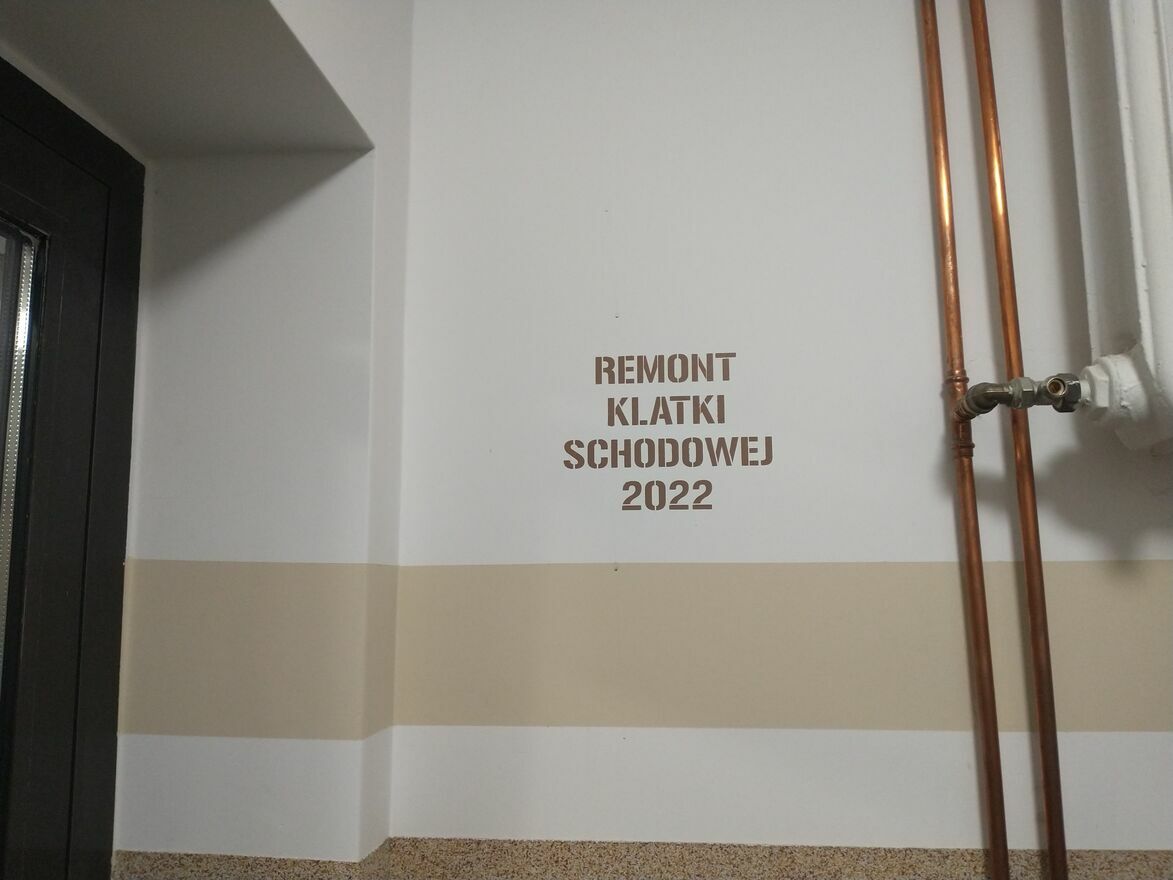 REMONT
KLATKI
SCHODOWEJ
2022